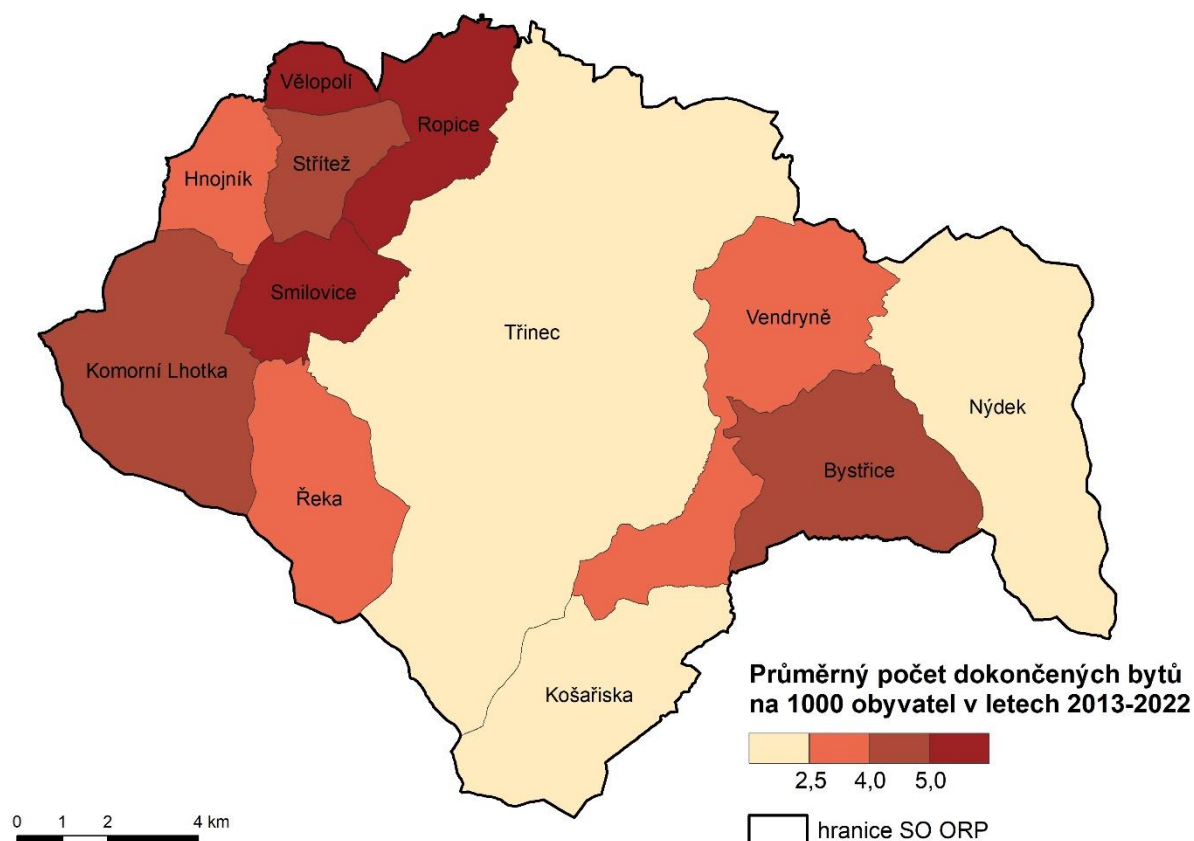 Vělopolí
Ropice
Střítež
Hnojník
Smilovice
Vendryně
Třinec
Komorní Lhotka
Nýdek
Bystřice
Řeka
Košařiska
Průměrný počet dokončených bytů
na 1000 obyvatel v letech 2013-2022
2,5 4,0 5,0
0 1 2 4 km
hranice SO ORP